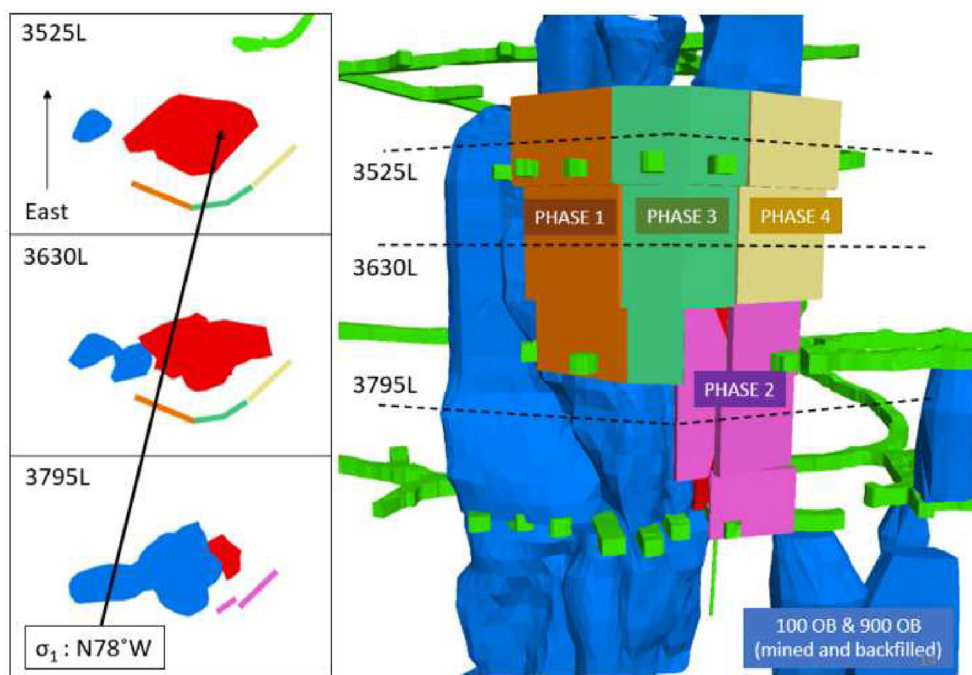 3525L
East
3630L
3795L
σ₁ : N78°W
3525L
PHASE 1
PHASE 3
PHASE 4
3630L
3795L
PHASE 2
100 OB & 900 OB
(mined and backfilled)